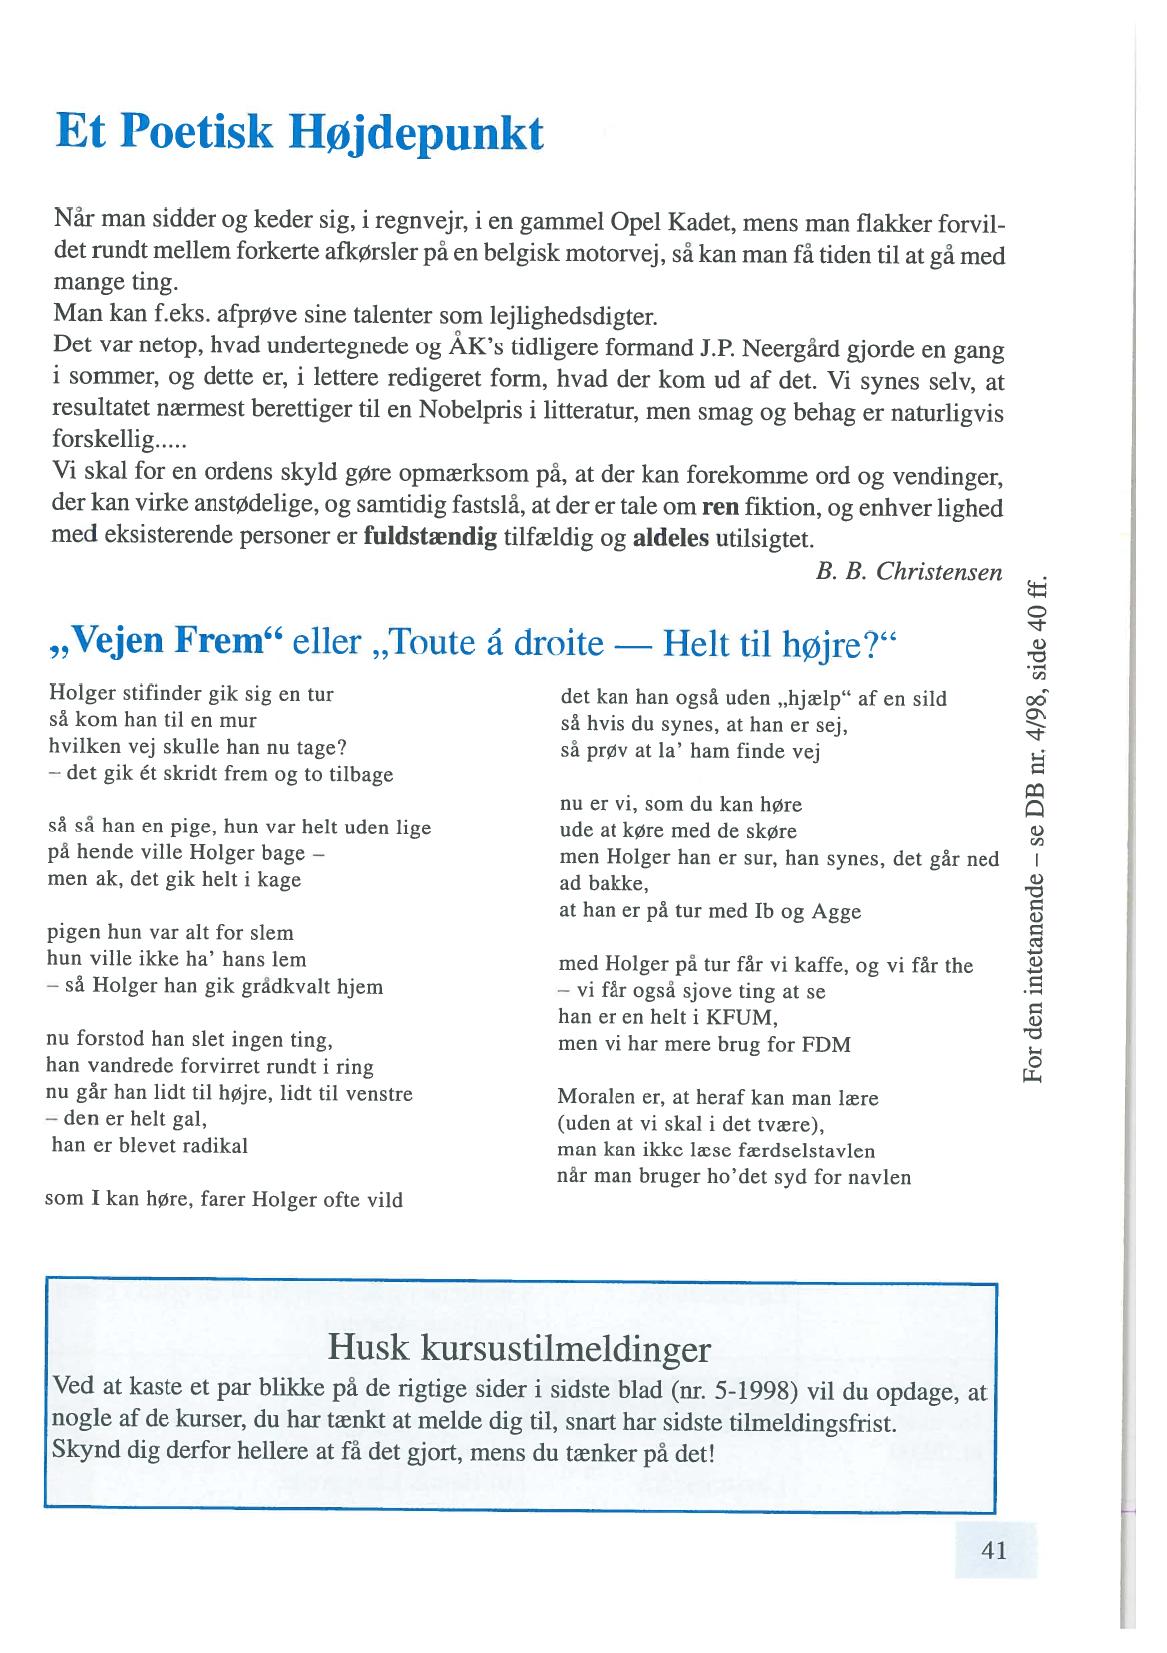 Et Poetisk Højdepunkt
Når man sidder og keder sig, i regnvejr, i en gammel Opel Kadet, mens man flakker forvil-
det rundt mellem forkerte afkørsler på en belgisk motorvej, så kan man få tiden til at gå med
mange ting.
Man kan f.eks. afprøve sine talenter som lejlighedsdigter.
Det var netop, hvad undertegnede og ÅK's tidligere formand J.P. Neergård gjorde en gang
i sommer, og dette er, i lettere redigeret form, hvad der kom ud af det. Vi synes selv, at
resultatet nærmest berettiger til en Nobelpris i litteratur, men smag og behag er naturligvis
forskellig.....
Vi skal for en ordens skyld gøre opmærksom på, at der kan forekomme ord og vendinger,
der kan virke anstødelige, og samtidig fastslå, at der er tale om ren fiktion, og enhver lighed
med eksisterende personer er fuldstændig tilfældig og aldeles utilsigtet.
B. B. Christensen
„Vejen Frem“ eller „Toute á droite — Helt til højre?“
Holger stifinder gik sig en tur
så kom han til en mur
hvilken vej skulle han nu tage?
– det gik ét skridt frem og to tilbage
så så han en pige, hun var helt uden lige
på hende ville Holger bage –
men ak, det gik helt i kage
pigen hun var alt for slem
hun ville ikke ha' hans lem
– så Holger han gik grådkvalt hjem
nu forstod han slet ingen ting,
han vandrede forvirret rundt i ring
nu går han lidt til højre, lidt til venstre
– den er helt gal,
han er blevet radikal
som I kan høre, farer Holger ofte vild
det kan han også uden „hjælp“ af en sild
så hvis du synes, at han er sej,
så prøv at la' ham finde vej
nu er vi, som du kan høre
ude at køre med de skøre
men Holger han er sur, han synes, det går ned
ad bakke,
at han er på tur med Ib og Agge
med Holger på tur får vi kaffe, og vi får the
– vi får også sjove ting at se
han er en helt i KFUM,
men vi har mere brug for FDM
Moralen er, at heraf kan man lære
(uden at vi skal i det tvære),
man kan ikke læse færdselstavlen
når man bruger ho'det syd for navlen
For den intetanende – se DB nr. 4/98, side 40 ff.
Husk kursustilmeldinger
Ved at kaste et par blikke på de rigtige sider i sidste blad (nr. 5-1998) vil du opdage, at
nogle af de kurser, du har tænkt at melde dig til, snart har sidste tilmeldingsfrist.
Skynd dig derfor hellere at få det gjort, mens du tænker på det!
41